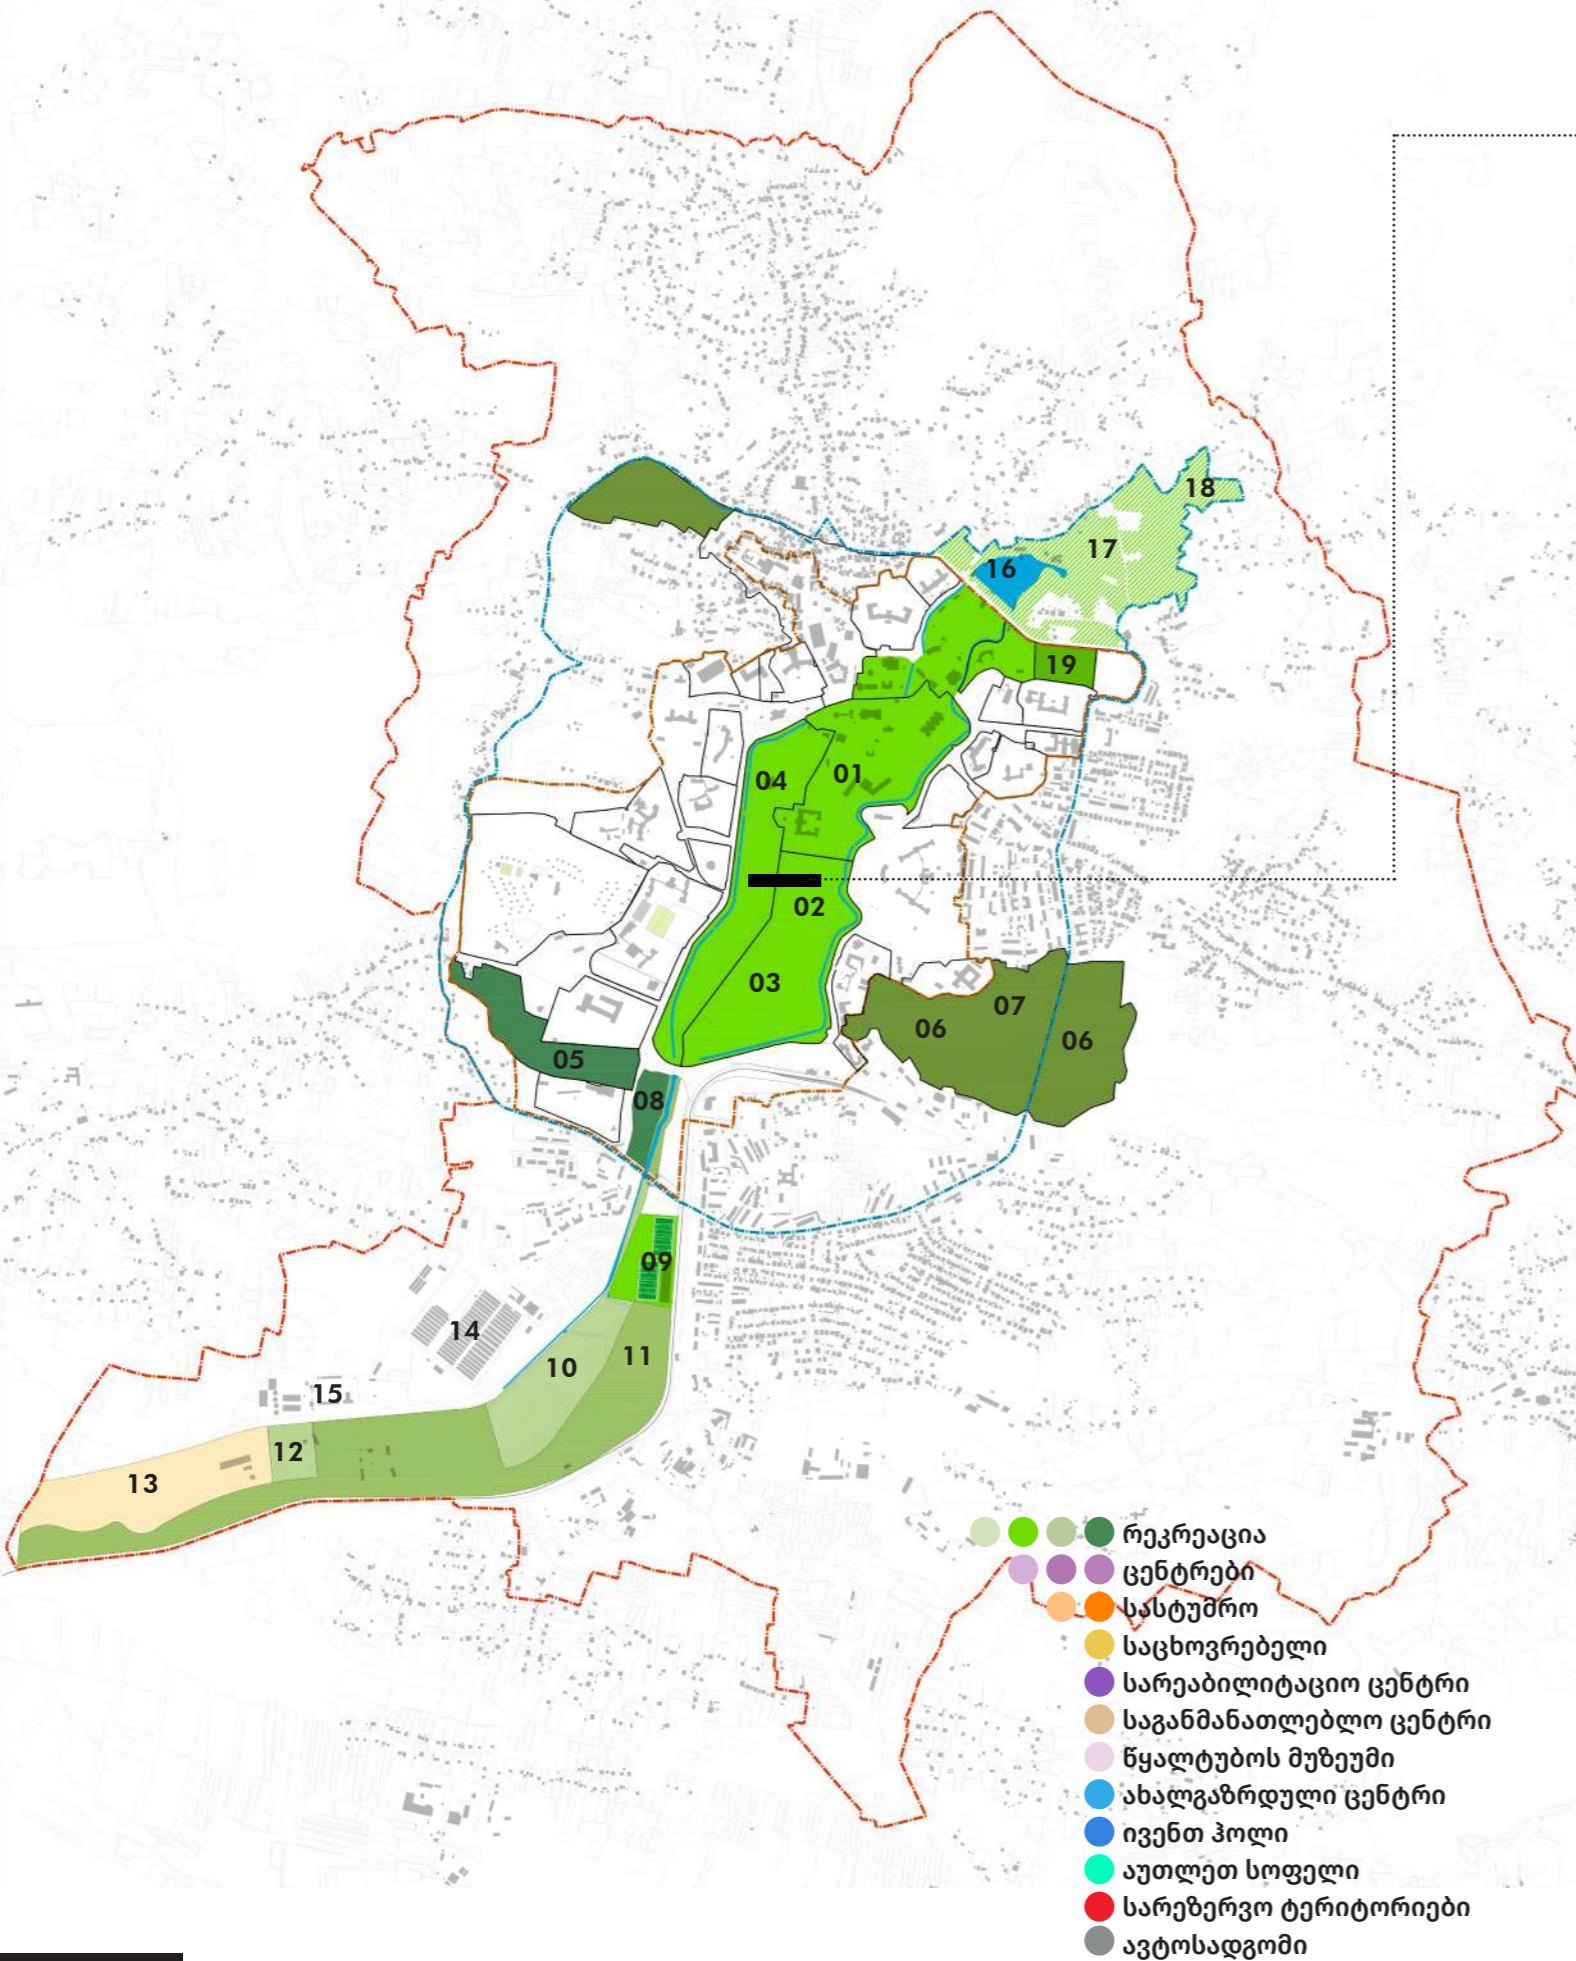 18
17
16
19
04
01
02
03
07
06
06
05
08
09
14
11
10
15
12
13
რეკრეაცია
ცენტრები
სასტუმრო
საცხოვრებელი
სარეაბილიტაციო ცენტრი
საგანმანათლებლო ცენტრი
წყალტუბოს მუზეუმი
ახალგაზრდული ცენტრი
ივენთ ჰოლი
აუთლეთ სოფელი
სარეზერვო ტერიტორიები
ავტოსადგომი